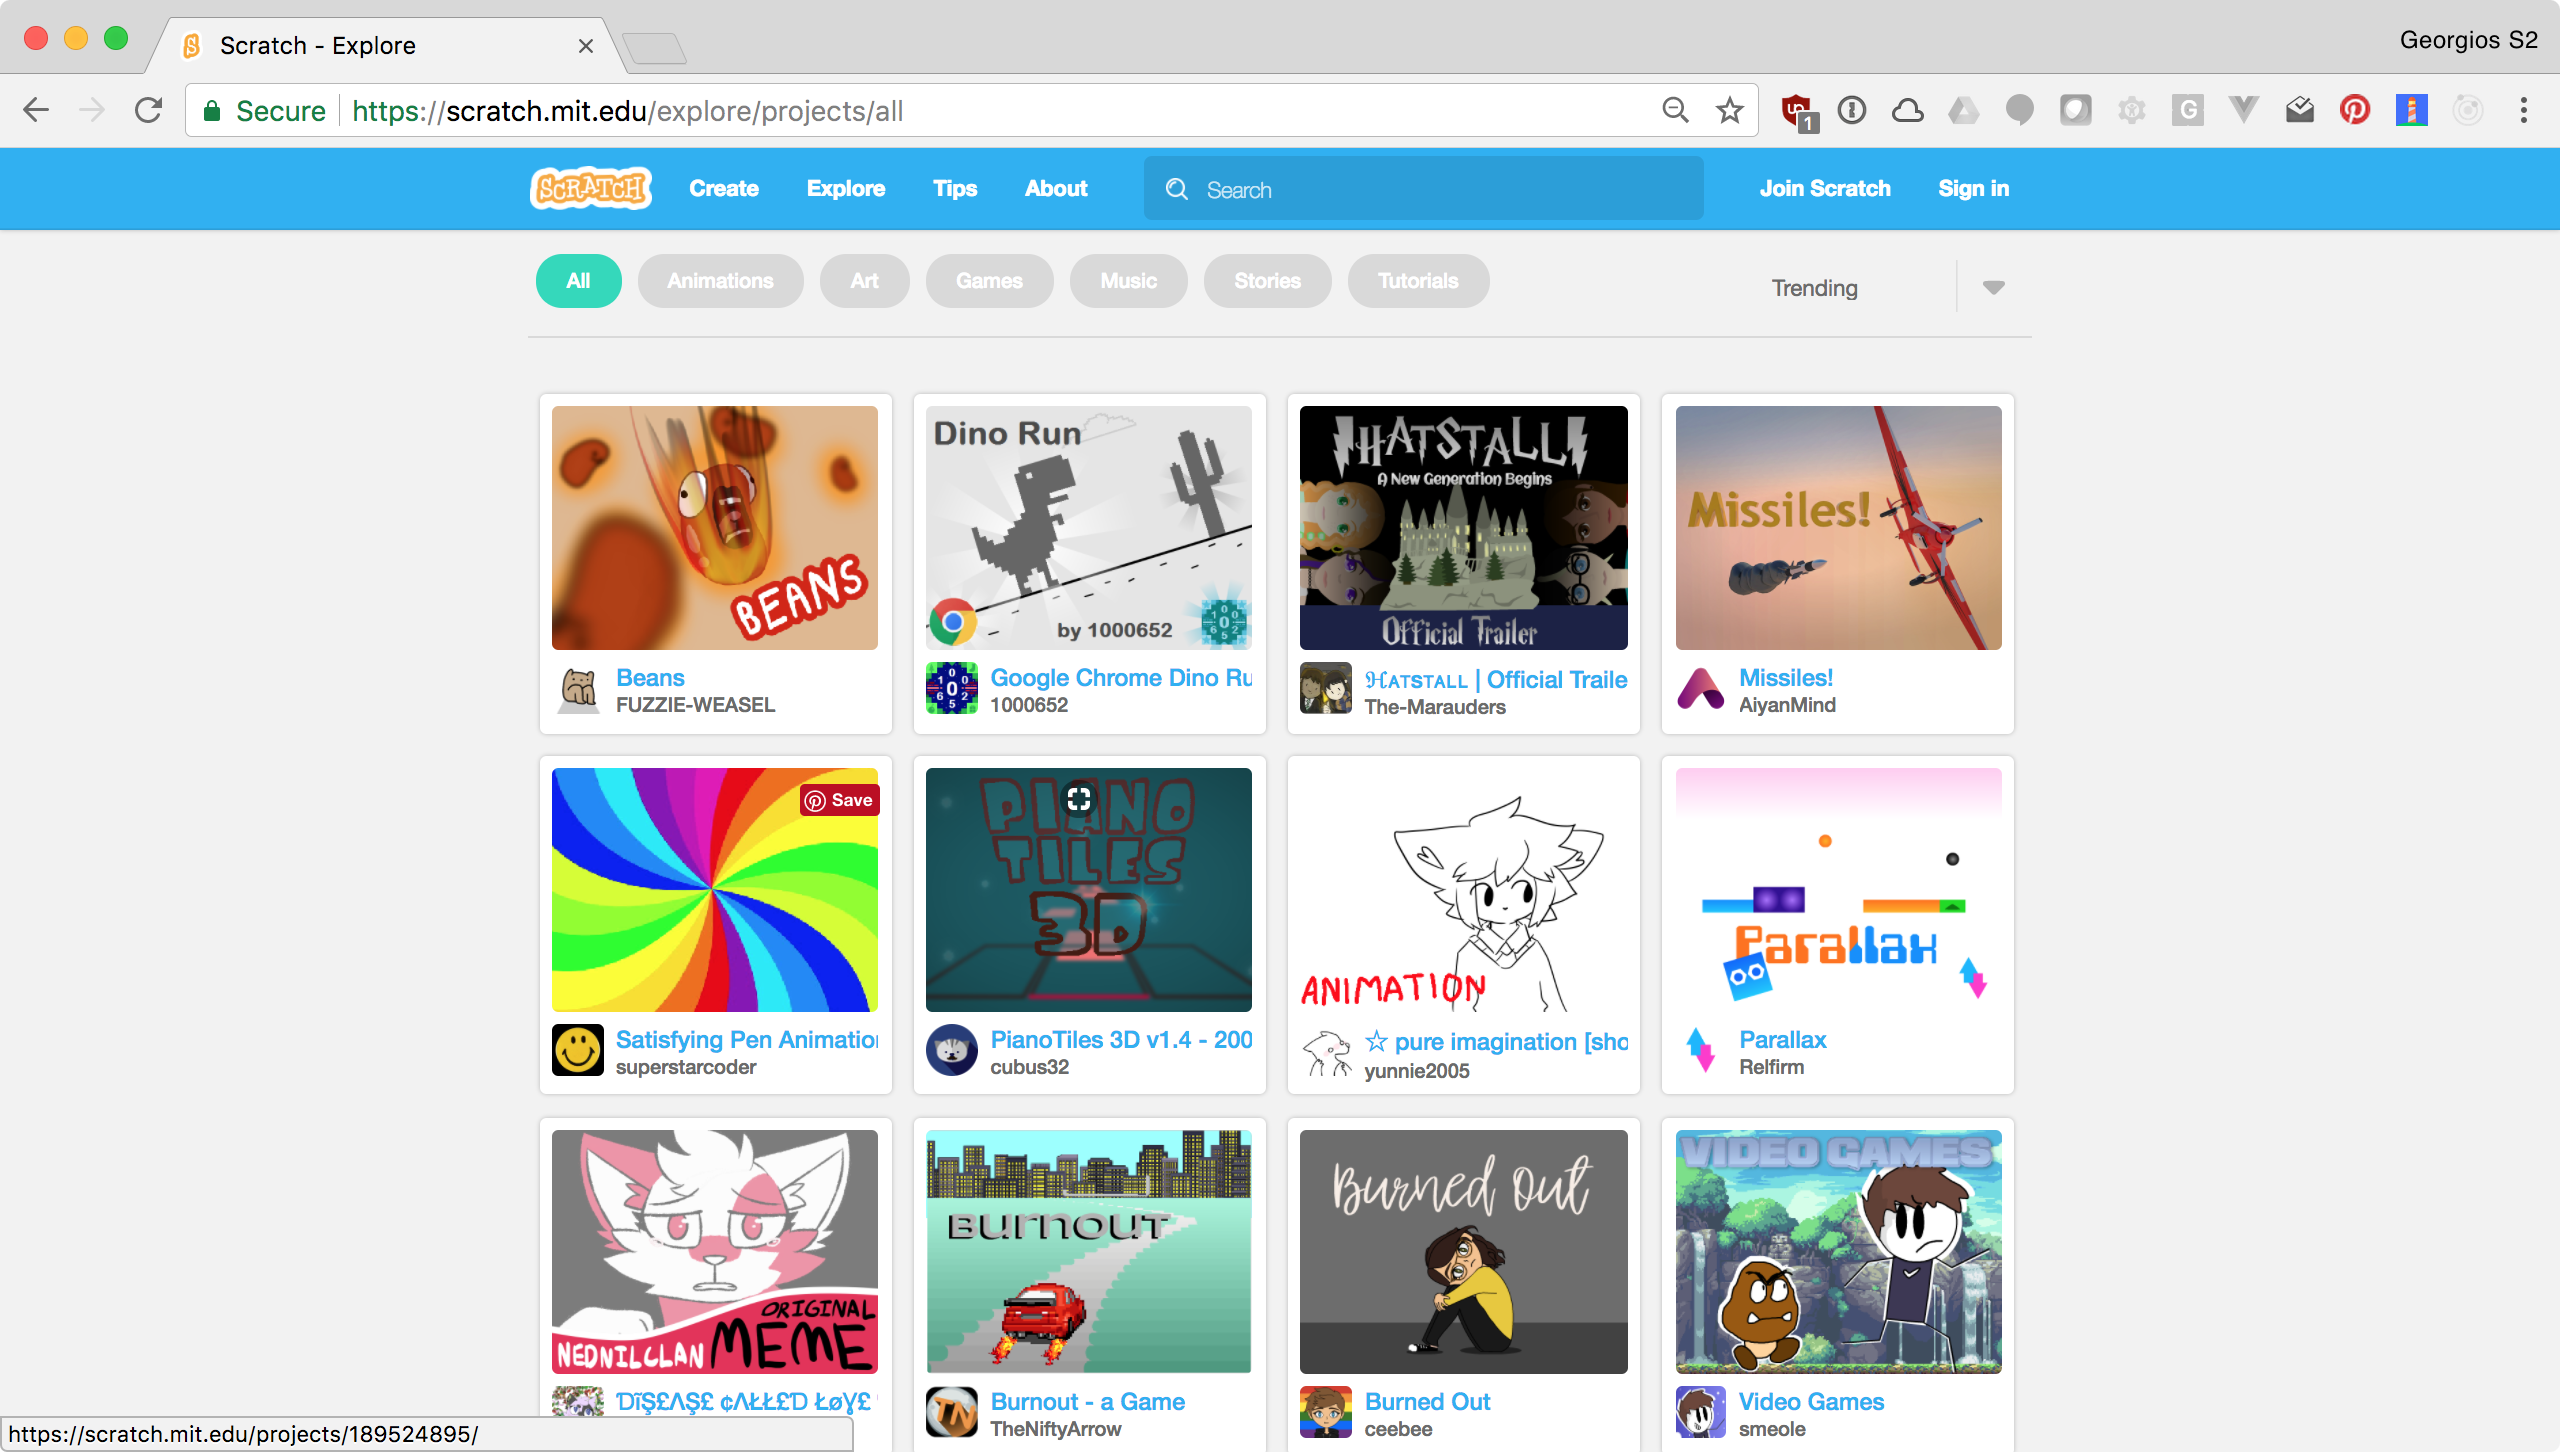 Scratch - Explore
Georgios S2
Secure https://scratch.mit.edu/explore/projects/all
1
SCRATCH Create Explore Tips About Search Join Scratch Sign in
All Animations Art Games Music Stories Tutorials Trending
BEANS
Dino Run
by 1000652
HATSTALL
A New Generation Begins
Official Trailer
Missiles!
Beans
FUZZIE-WEASEL
Google Chrome Dino Ru
1000652
ℌᴀᴛsᴛᴀʟʟ | Official Traile
The-Marauders
Missiles!
AiyanMind
Save
PIANO
TILES
3D
ANIMATION
Parallax
Satisfying Pen Animation
superstarcoder
PianoTiles 3D v1.4 - 200
cubus32
☆ pure imagination [sho
yunnie2005
Parallax
Relfirm
ORIGINAL
NEDNILCLAN MEME
BURNOUT
Burned Out
VIDEO GAMES
TN
Burnout - a Game
TheNiftyArrow
Burned Out
ceebee
Video Games
smeole
https://scratch.mit.edu/projects/189524895/